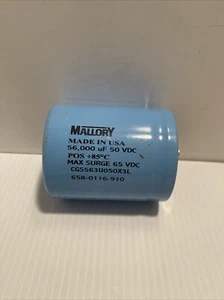 MALLORY
MADE IN USA
56,000 uF 50 VDC
POS +85°C
MAX SURGE 65 VDC
CGS563U050X3L
658-0116-910